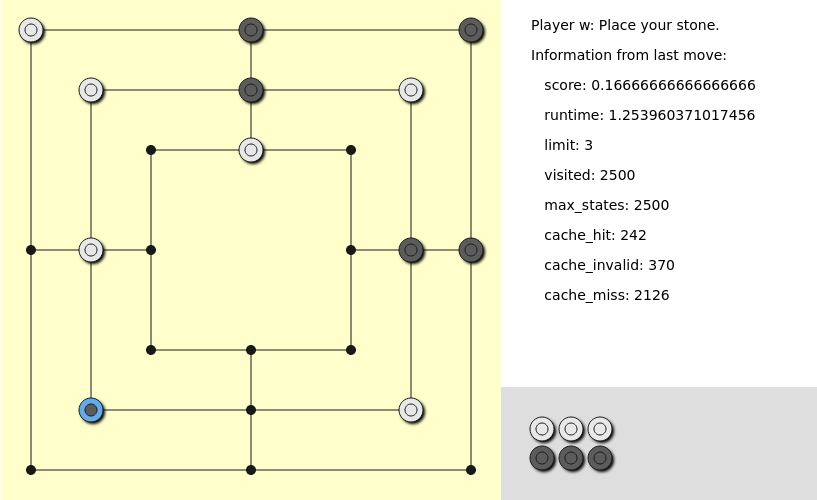 Player w: Place your stone.
Information from last move:
score: 0.16666666666666666
runtime: 1.253960371017456
limit: 3
visited: 2500
max_states: 2500
cache_hit: 242
cache_invalid: 370
cache_miss: 2126